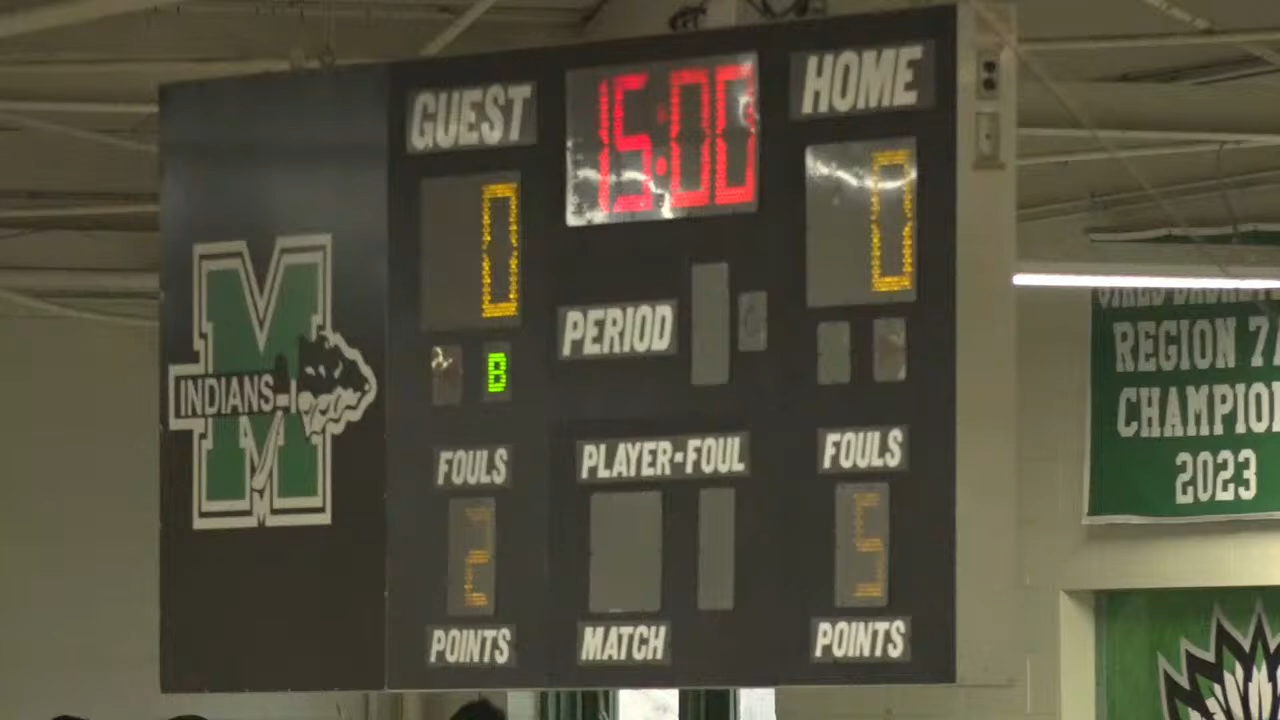 GUEST
15:00
HOME
0
0
PERIOD
B
INDIANS
M
FOULS
PLAYER-FOUL
FOULS
2
5
POINTS
MATCH
POINTS
REGION 7
CHAMPIO
2023